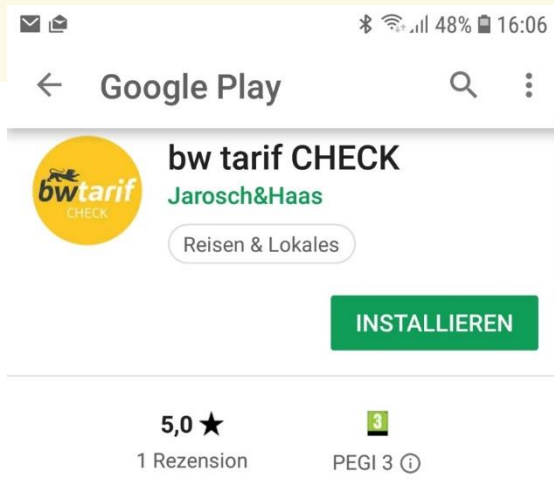 48% 16:06
Google Play
bw tarif CHECK
bwtarif
CHECK
Jarosch&Haas
Reisen & Lokales
INSTALLIEREN
5,0 ★
3
1 Rezension
PEGI 3